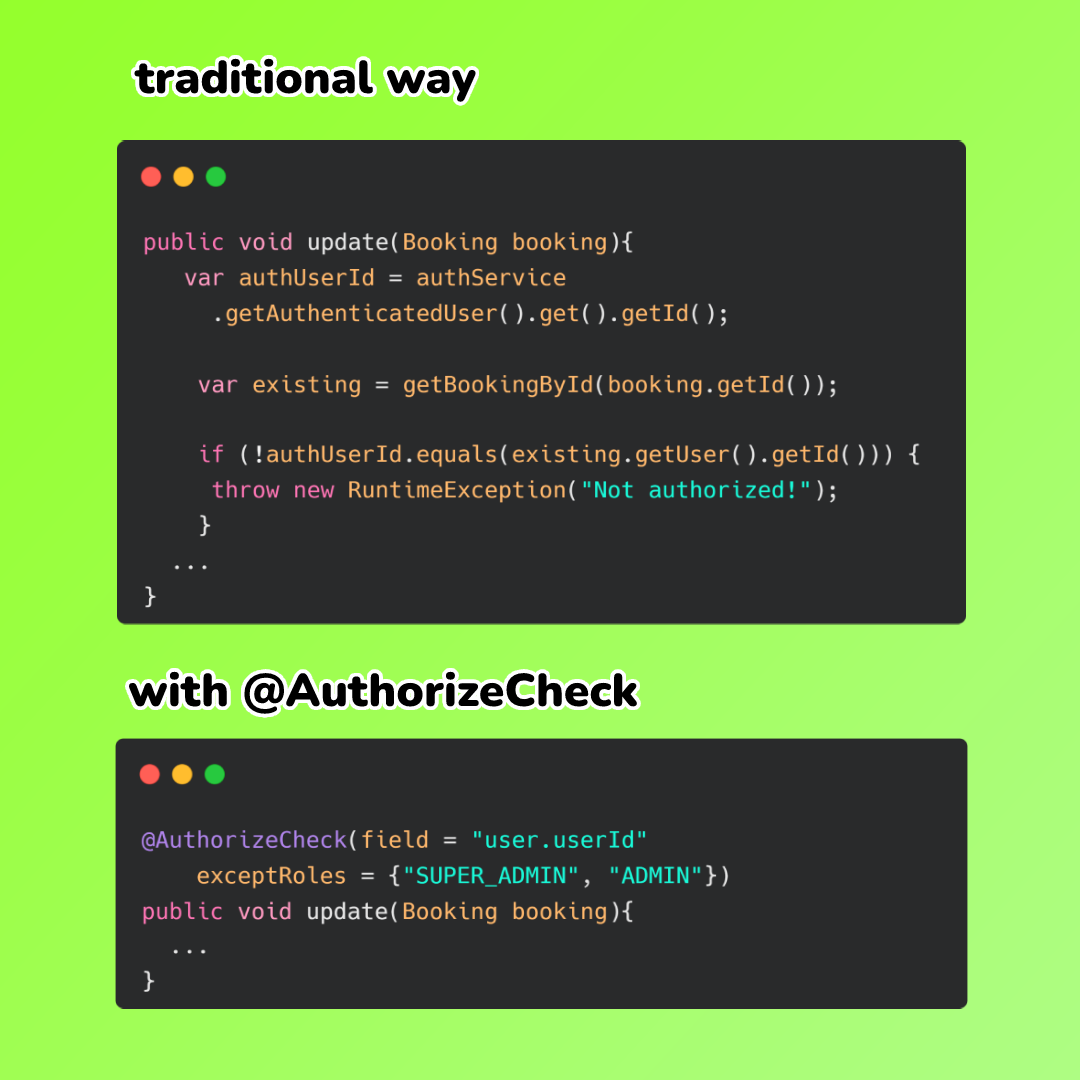 traditional way
public void update(Booking booking){
var authUserId = authService
.getAuthenticatedUser().get().getId();
var existing = getBookingById(booking.getId());
if (!authUserId.equals(existing.getUser().getId())) {
throw new RuntimeException("Not authorized!");
}
...
}
with @AuthorizeCheck
@AuthorizeCheck(field = "user.userId"
exceptRoles = {"SUPER_ADMIN", "ADMIN"})
public void update(Booking booking){
...
}